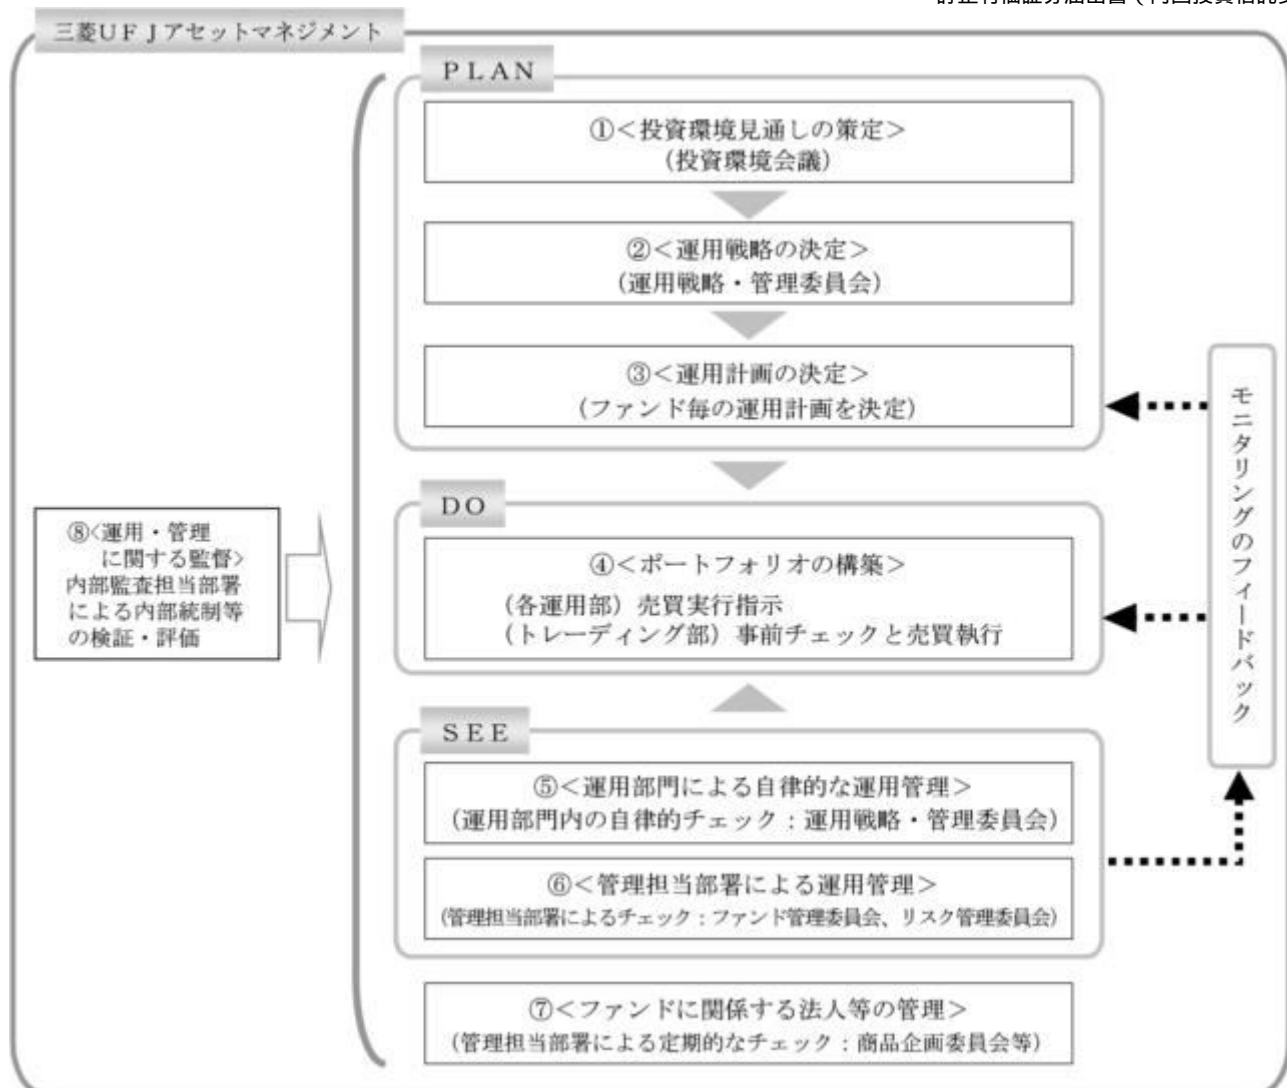 三菱UFJアセットマネジメント
PLAN
①<投資環境見通しの策定>
(投資環境会議)
②<運用戦略の決定>
(運用戦略・管理委員会)
③<運用計画の決定>
(ファンド毎の運用計画を決定)
DO
④<ポートフォリオの構築>
(各運用部)売買実行指示
(トレーディング部)事前チェックと売買執行
SEE
⑤<運用部門による自律的な運用管理>
(運用部門内の自律的チェック:運用戦略・管理委員会)
⑥<管理担当部署による運用管理>
(管理担当部署によるチェック:ファンド管理委員会、リスク管理委員会)
⑦<ファンドに関係する法人等の管理>
(管理担当部署による定期的なチェック:商品企画委員会等)
⑧<運用・管理
に関する監督>
内部監査担当部署
による内部統制等
の検証・評価
モニタリングのフィードバック